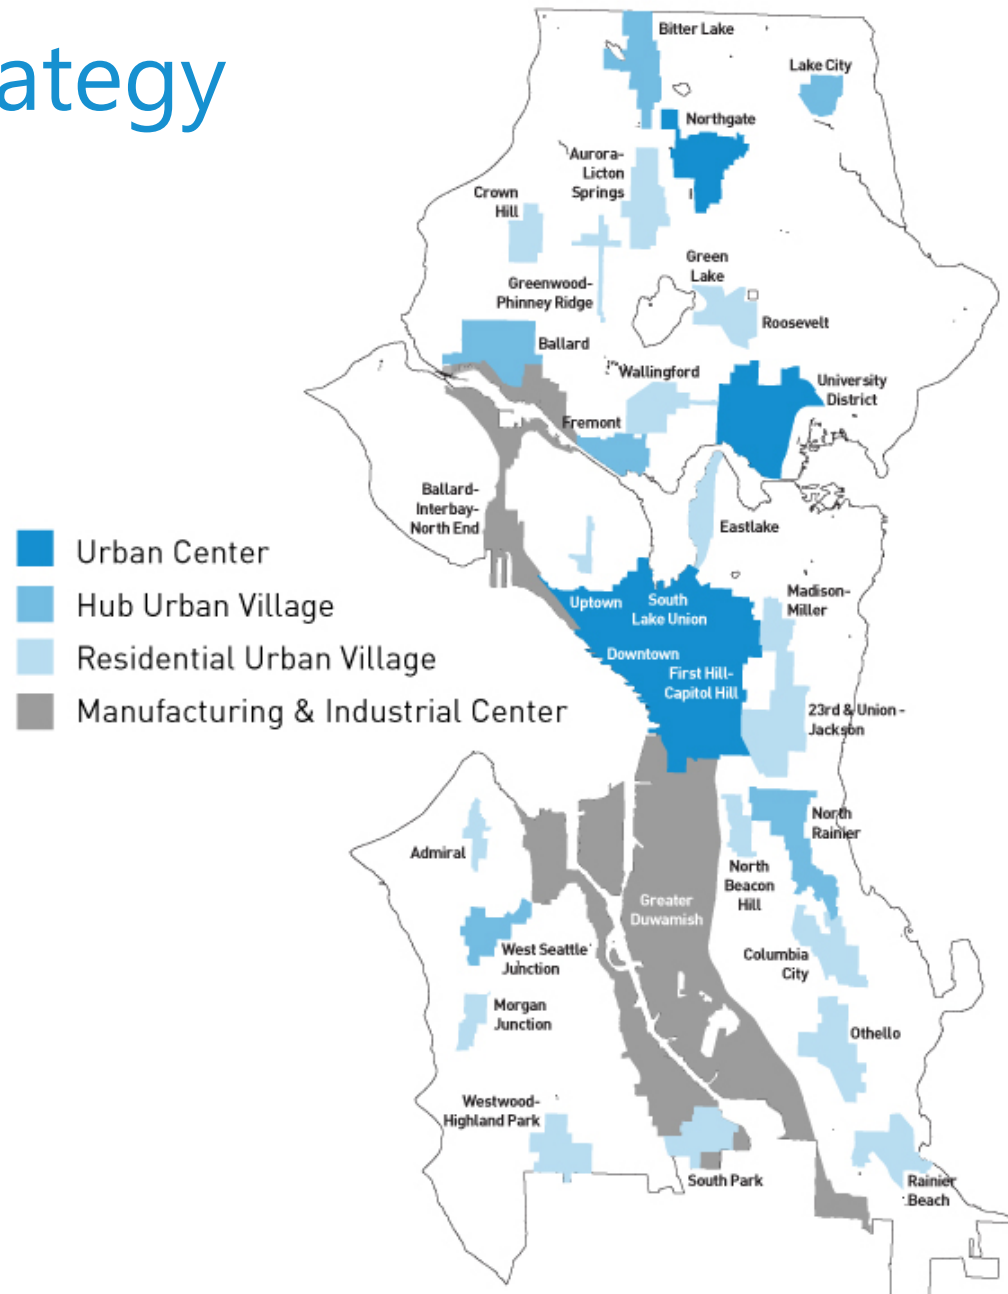 ategy
Bitter Lake
Lake City
Northgate
Aurora-
Licton
Springs
Crown
Hill
Green
Lake
Greenwood-
Phinney Ridge
Roosevelt
Ballard
Wallingford
University
District
Fremont
Ballard-
Interbay-
North End
Eastlake
Urban Center
Hub Urban Village
Residential Urban Village
Manufacturing & Industrial Center
Uptown
South
Lake Union
Madison-
Miller
Downtown
First Hill-
Capitol Hill
23rd & Union -
Jackson
North
Rainier
Admiral
North
Beacon
Hill
Greater
Duwamish
West Seattle
Junction
Columbia
City
Morgan
Junction
Othello
Westwood-
Highland Park
South Park
Rainier
Beach